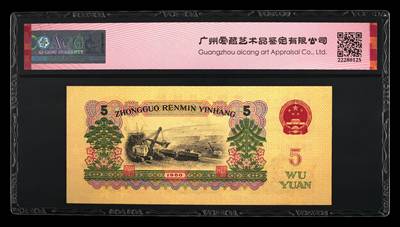 广州爱藏艺术品鉴定有限公司
Guangzhou aicang art Appraisal Co., Ltd.
22280125
5 5
ZHONGGUO RENMIN YINHANG
5
WU
YUAN
1960